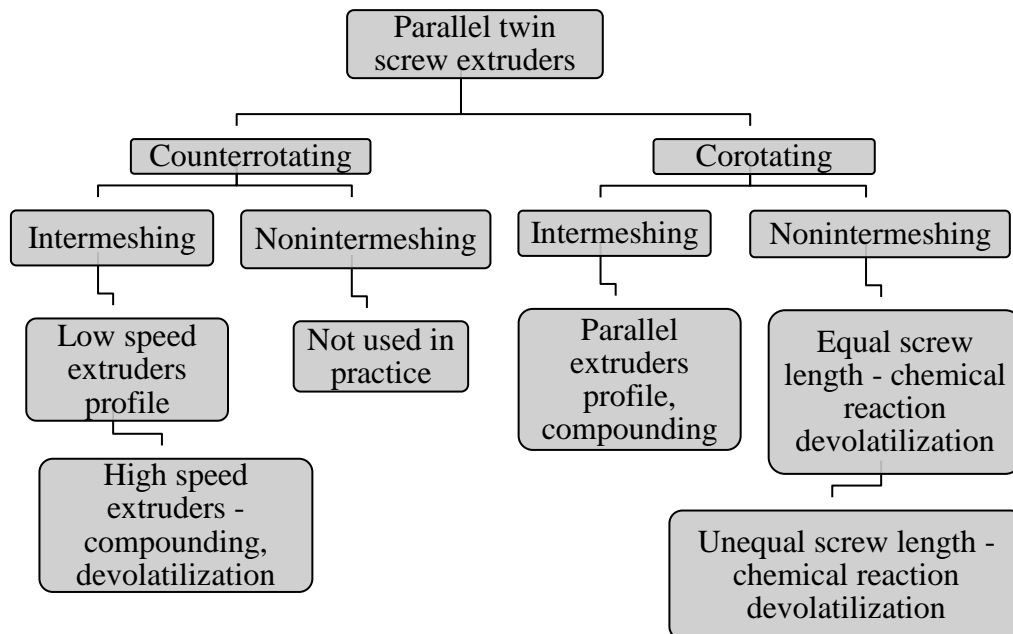 Parallel twin
screw extruders
Counterrotating
Corotating
Intermeshing
Nonintermeshing
Intermeshing
Nonintermeshing
Low speed
extruders
profile
Not used in
practice
Parallel
extruders
profile,
compounding
Equal screw
length - chemical
reaction
devolatilization
High speed
extruders -
compounding,
devolatilization
Unequal screw length -
chemical reaction
devolatilization